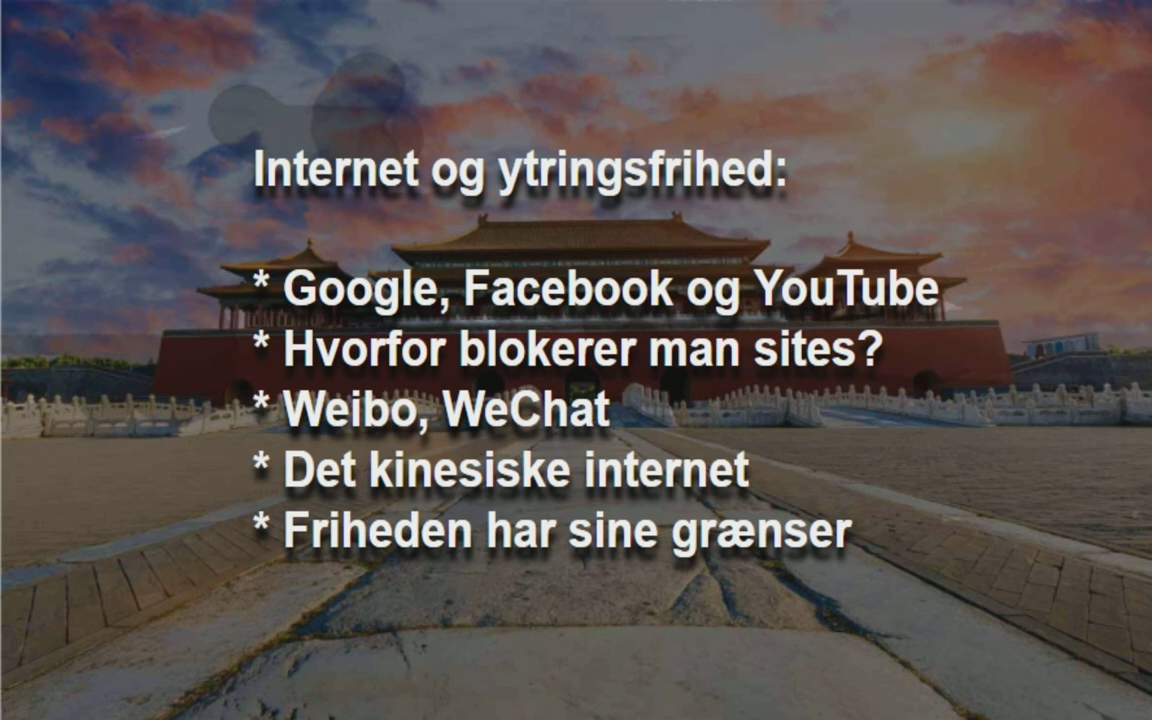 Internet og ytringsfrihed:
* Google, Facebook og YouTube
* Hvorfor blokerer man sites?
* Weibo, WeChat
* Det kinesiske internet
* Friheden har sine grænser